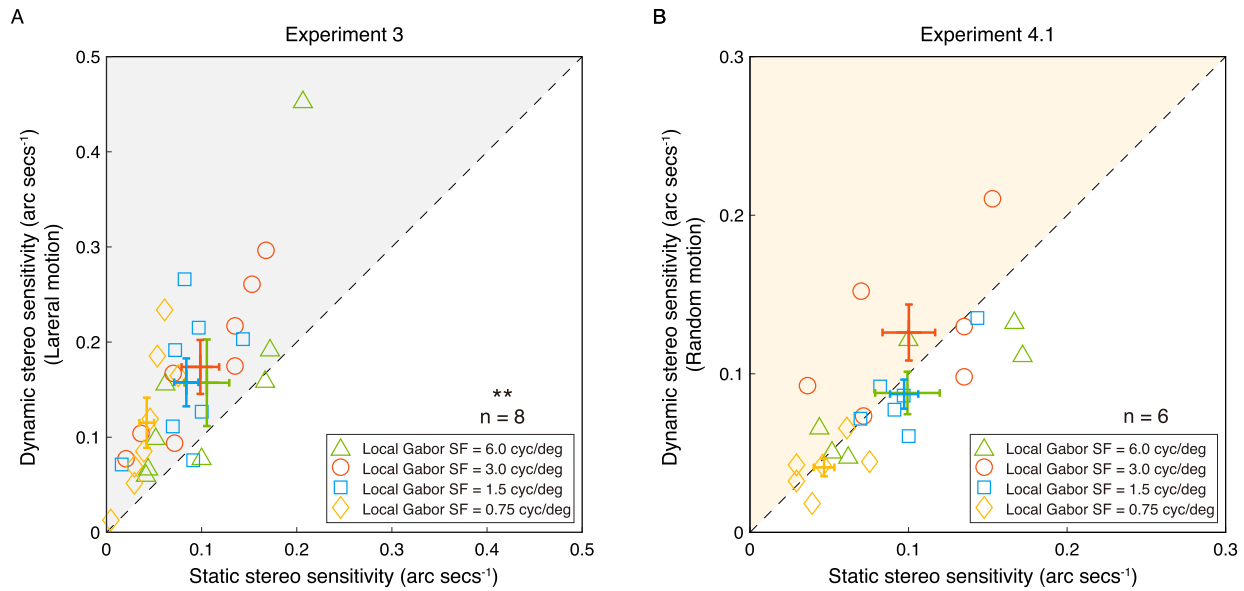 A
Experiment 3
0.5
0.4
0.3
0.2
0.1
0
Dynamic stereo sensitivity (arc secs⁻¹)
(Lareral motion)
**
n = 8
Local Gabor SF = 6.0 cyc/deg
Local Gabor SF = 3.0 cyc/deg
Local Gabor SF = 1.5 cyc/deg
Local Gabor SF = 0.75 cyc/deg
0 0.1 0.2 0.3 0.4 0.5
Static stereo sensitivity (arc secs⁻¹)
B
Experiment 4.1
0.3
0.2
0.1
0
Dynamic stereo sensitivity (arc secs⁻¹)
(Random motion)
n = 6
Local Gabor SF = 6.0 cyc/deg
Local Gabor SF = 3.0 cyc/deg
Local Gabor SF = 1.5 cyc/deg
Local Gabor SF = 0.75 cyc/deg
0 0.1 0.2 0.3
Static stereo sensitivity (arc secs⁻¹)